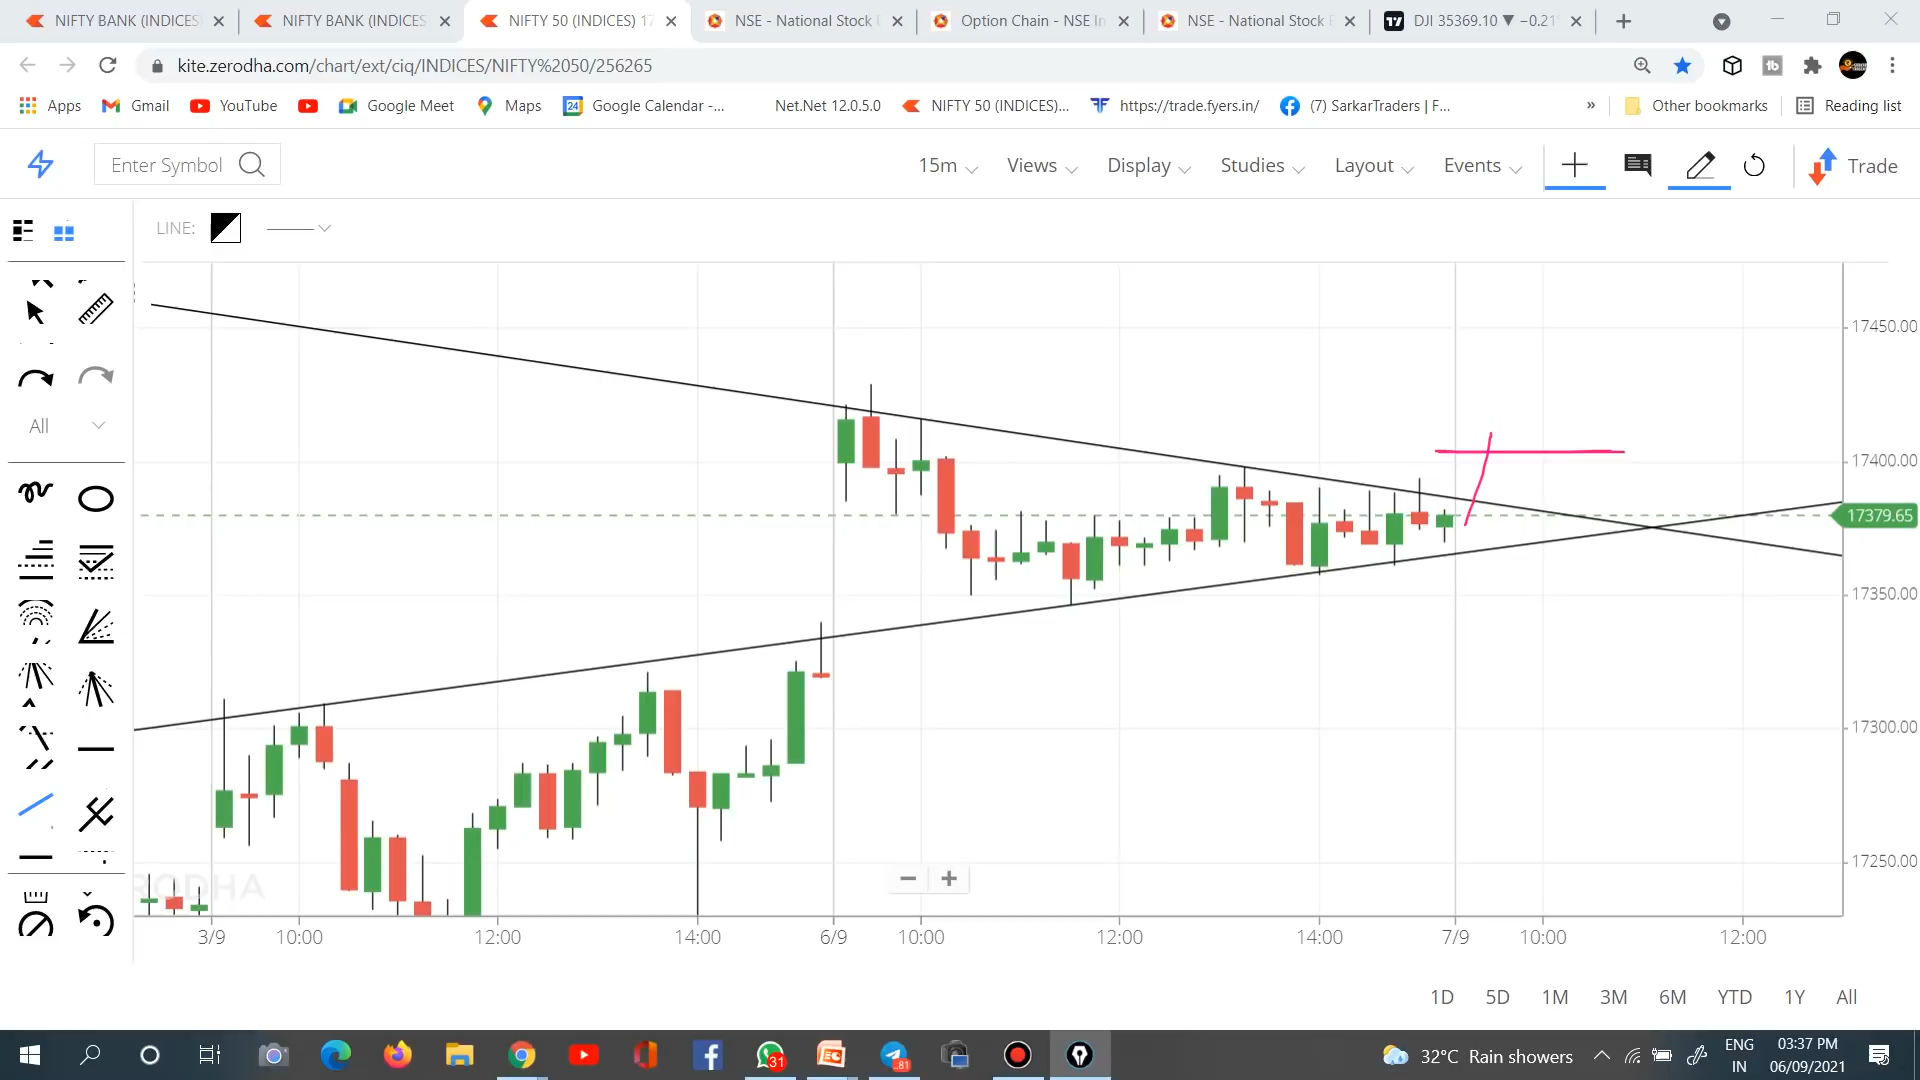 NIFTY BANK (INDICES
NIFTY BANK (INDICES
NIFTY 50 (INDICES) 17
NSE - National Stock
Option Chain - NSE In
NSE - National Stock E
DJI 35369.10 ▼ −0.21%
kite.zerodha.com/chart/ext/ciq/INDICES/NIFTY%2050/256265
Apps
Gmail
YouTube
Google Meet
Maps
24
Google Calendar -...
Net.Net 12.0.5.0
NIFTY 50 (INDICES)...
https://trade.fyers.in/
(7) SarkarTraders | F...
»
Other bookmarks
Reading list
Enter Symbol
15m
Views
Display
Studies
Layout
Events
Trade
LINE:
All
17450.00
17400.00
17379.65
17350.00
17300.00
17250.00
3/9
10:00
12:00
14:00
6/9
10:00
12:00
14:00
7/9
10:00
12:00
1D
5D
1M
3M
6M
YTD
1Y
All
31
81
32°C Rain showers
ENG
IN
03:37 PM
06/09/2021